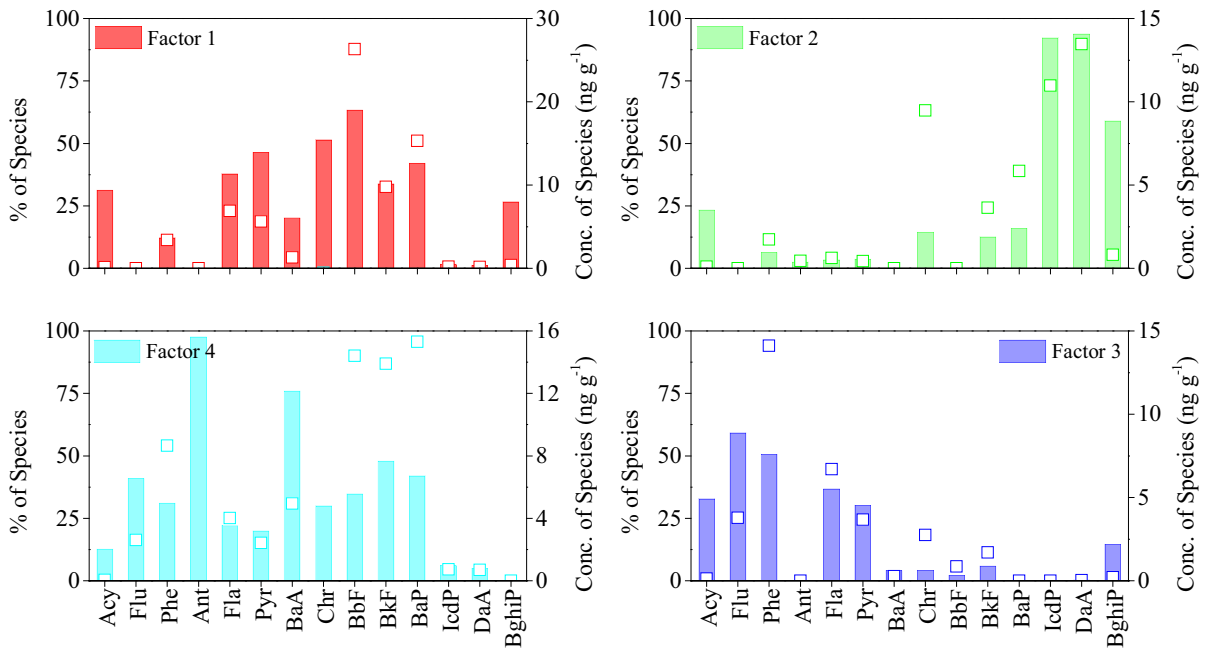 Factor 1
100
75
50
25
0
% of Species
30
20
10
0
Conc. of Species (ng g-1)
Factor 2
100
75
50
25
0
% of Species
15
10
5
0
Conc. of Species (ng g-1)
Factor 4
100
75
50
25
0
% of Species
16
12
8
4
0
Conc. of Species (ng g-1)
Acy Flu Phe Ant Fla Pyr BaA Chr BbF BkF BaP IcdP DaA BghiP
Factor 3
100
75
50
25
0
% of Species
15
10
5
0
Conc. of Species (ng g-1)
Acy Flu Phe Ant Fla Pyr BaA Chr BbF BkF BaP IcdP DaA BghiP